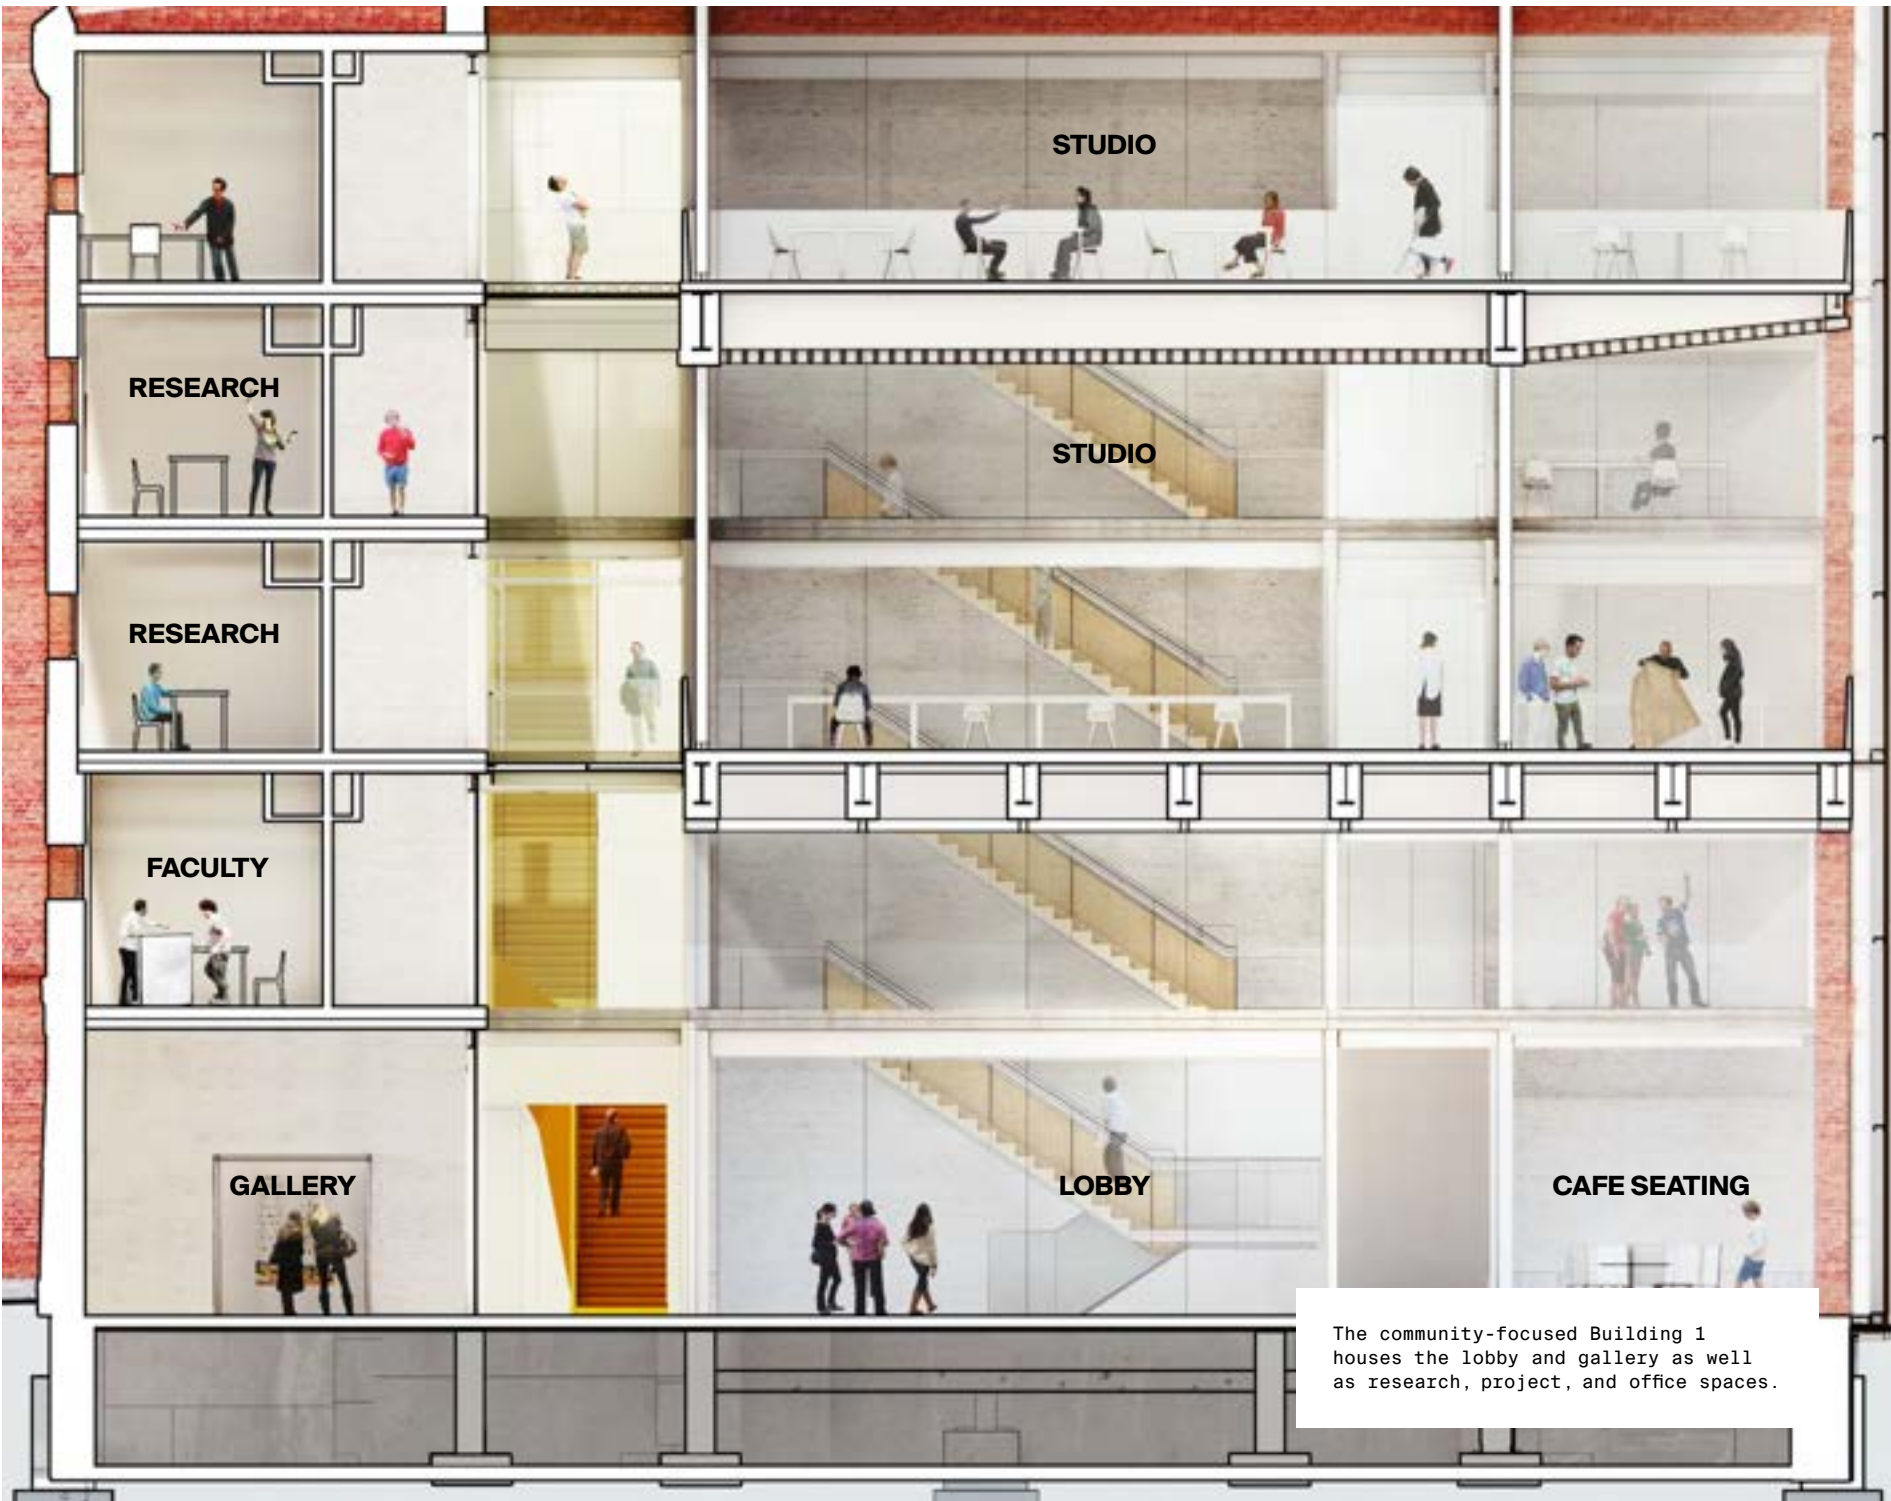 STUDIO
RESEARCH
STUDIO
RESEARCH
FACULTY
GALLERY
LOBBY
CAFE SEATING
The community-focused Building 1
houses the lobby and gallery as well
as research, project, and office spaces.